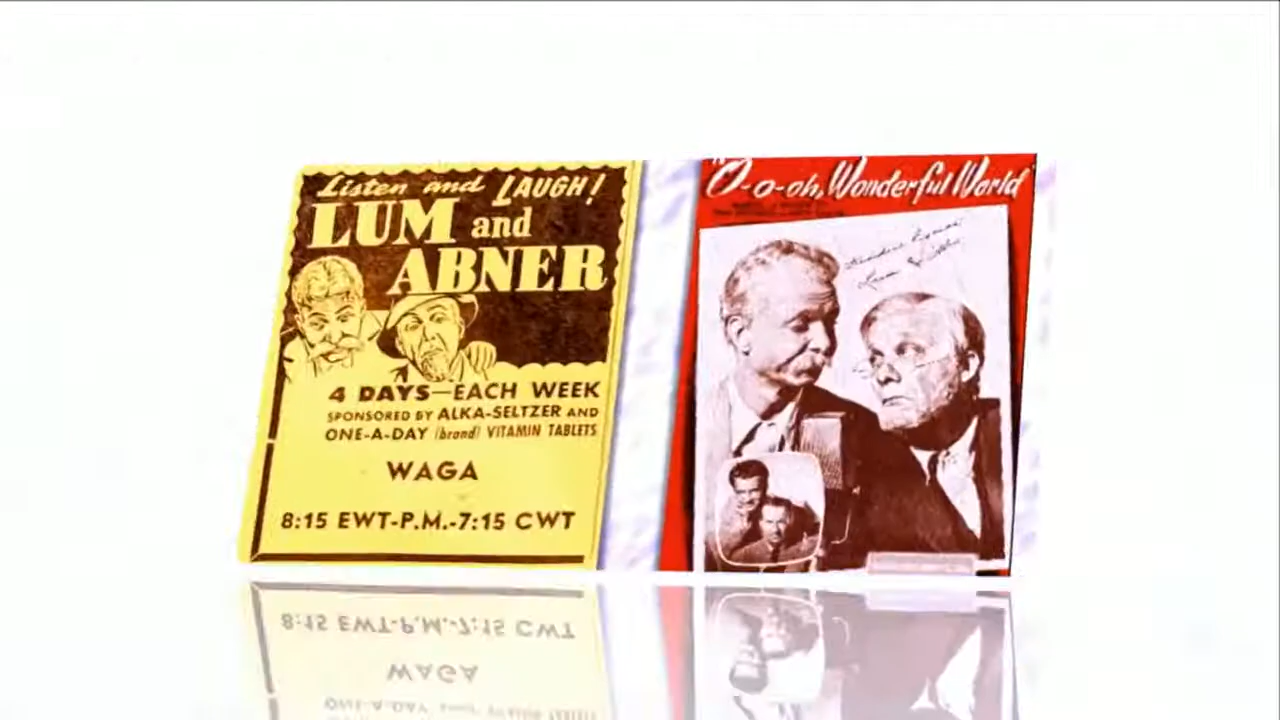 Listen and LAUGH!
LUM and
ABNER
4 DAYS—EACH WEEK
SPONSORED BY ALKA-SELTZER AND
ONE-A-DAY (brand) VITAMIN TABLETS
WAGA
8:15 EWT-P.M.-7:15 CWT
"O-o-oh, Wonderful World